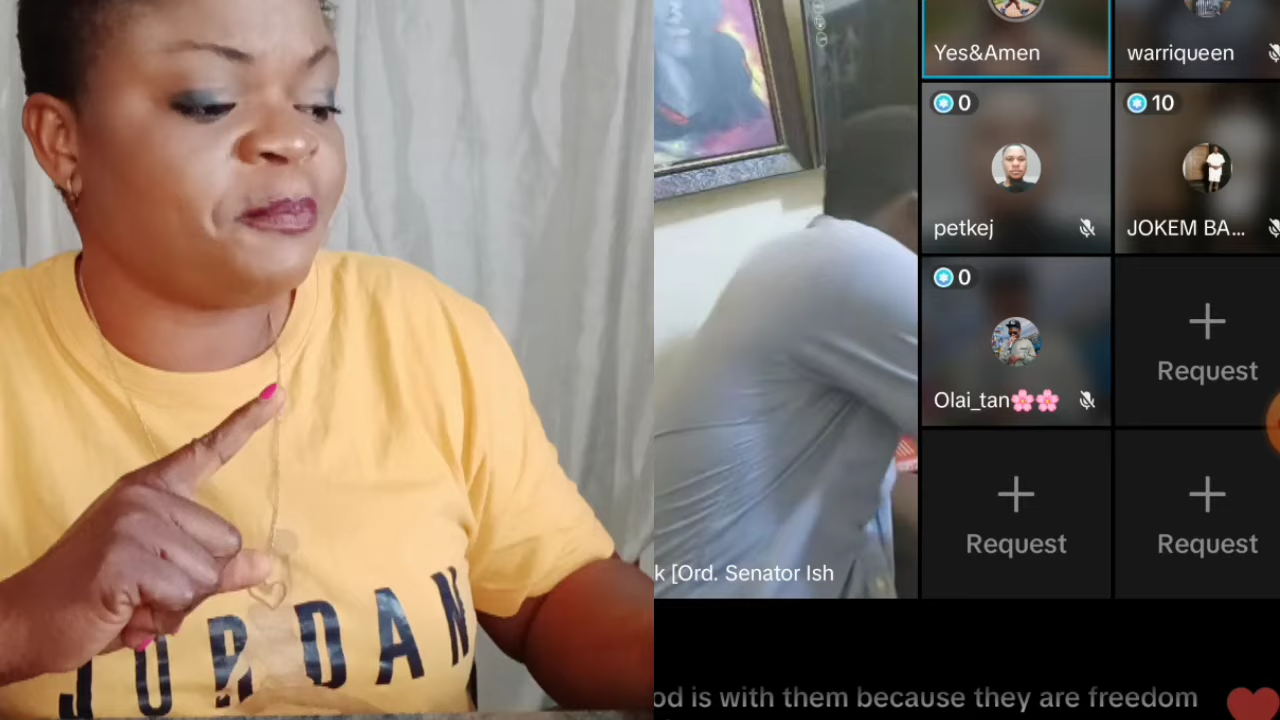 JORDAN
Yes&Amen
warriqueen
0
10
petkej
JOKEM BA...
0
Olai_tan🌸🌸
Request
Request
Request
k [Ord. Senator Ish
od is with them because they are freedom